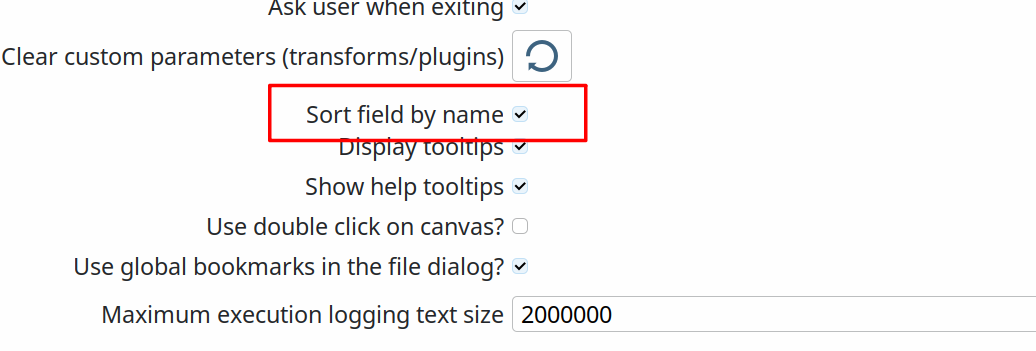 Ask user when exiting
Clear custom parameters (transforms/plugins)
Sort field by name
Display tooltips
Show help tooltips
Use double click on canvas?
Use global bookmarks in the file dialog?
Maximum execution logging text size 2000000